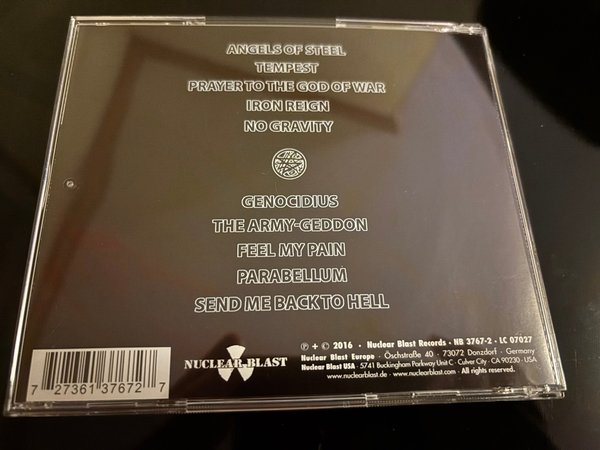 ANGELS OF STEEL
TEMPEST
PRAYER TO THE GOD OF WAR
IRON REIGN
NO GRAVITY
GENOCIDIUS
THE ARMY-GEDDON
FEEL MY PAIN
PARABELLUM
SEND ME BACK TO HELL
℗ + © 2016 · Nuclear Blast Records · NB 3767-2 · LC 07027
Nuclear Blast Europe · Öschstraße 40 · 73072 Donzdorf · Germany
Nuclear Blast USA · 5741 Buckingham Parkway Unit C · Culver City · CA 90230 · USA
www.nuclearblast.de · www.nuclearblastusa.com · All rights reserved.
NUCLEAR BLAST
7 27361 37672 7